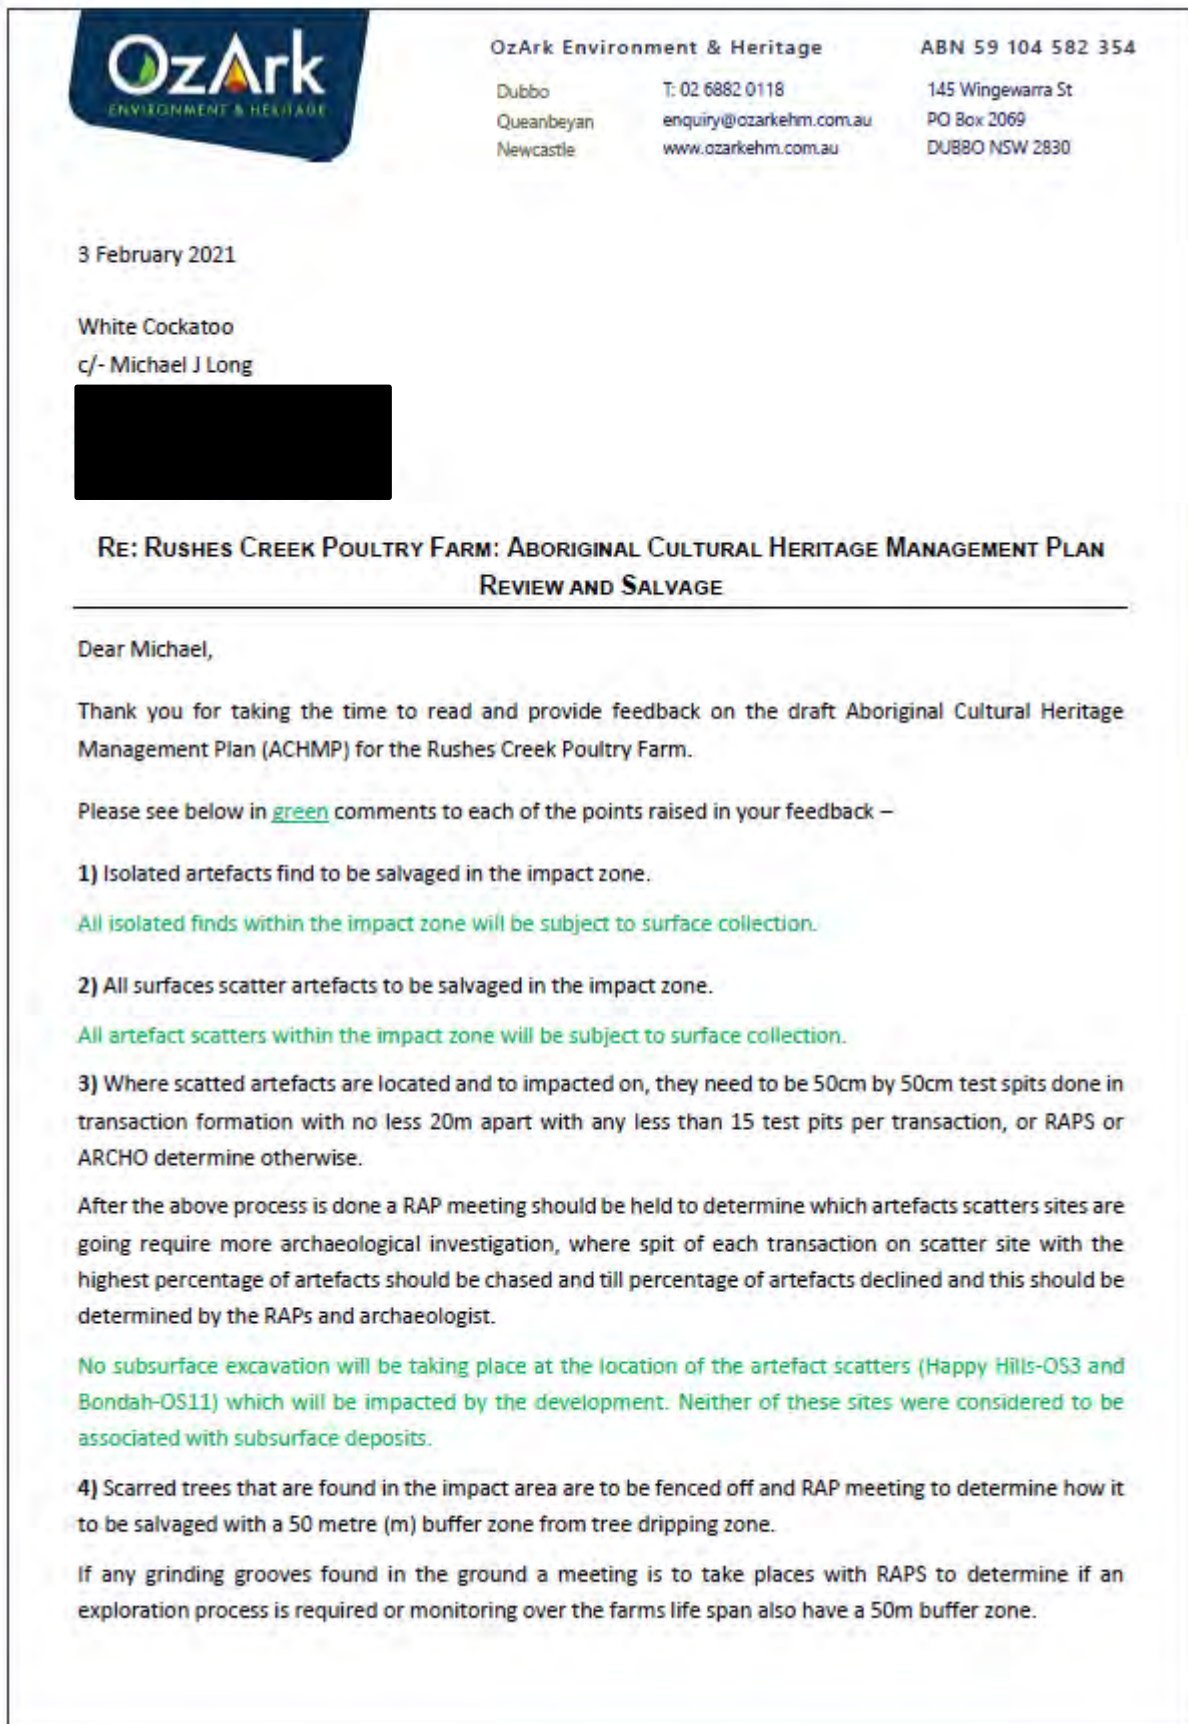 OzArk
ENVIRONMENT & HERITAGE
OzArk Environment & Heritage
ABN 59 104 582 354
Dubbo
T: 02 6882 0118
145 Wingewarra St
Queanbeyan
enquiry@ozarkehm.com.au
PO Box 2069
Newcastle
www.ozarkehm.com.au
DUBBO NSW 2830
3 February 2021
White Cockatoo
c/- Michael J Long
RE: RUSHES CREEK POULTRY FARM: ABORIGINAL CULTURAL HERITAGE MANAGEMENT PLAN
REVIEW AND SALVAGE
Dear Michael,
Thank you for taking the time to read and provide feedback on the draft Aboriginal Cultural Heritage
Management Plan (ACHMP) for the Rushes Creek Poultry Farm.
Please see below in green comments to each of the points raised in your feedback –
1) Isolated artefacts find to be salvaged in the impact zone.
All isolated finds within the impact zone will be subject to surface collection.
2) All surfaces scatter artefacts to be salvaged in the impact zone.
All artefact scatters within the impact zone will be subject to surface collection.
3) Where scatted artefacts are located and to impacted on, they need to be 50cm by 50cm test spits done in
transaction formation with no less 20m apart with any less than 15 test pits per transaction, or RAPS or
ARCHO determine otherwise.
After the above process is done a RAP meeting should be held to determine which artefacts scatters sites are
going require more archaeological investigation, where spit of each transaction on scatter site with the
highest percentage of artefacts should be chased and till percentage of artefacts declined and this should be
determined by the RAPs and archaeologist.
No subsurface excavation will be taking place at the location of the artefact scatters (Happy Hills-OS3 and
Bondah-OS11) which will be impacted by the development. Neither of these sites were considered to be
associated with subsurface deposits.
4) Scarred trees that are found in the impact area are to be fenced off and RAP meeting to determine how it
to be salvaged with a 50 metre (m) buffer zone from tree dripping zone.
If any grinding grooves found in the ground a meeting is to take places with RAPS to determine if an
exploration process is required or monitoring over the farms life span also have a 50m buffer zone.